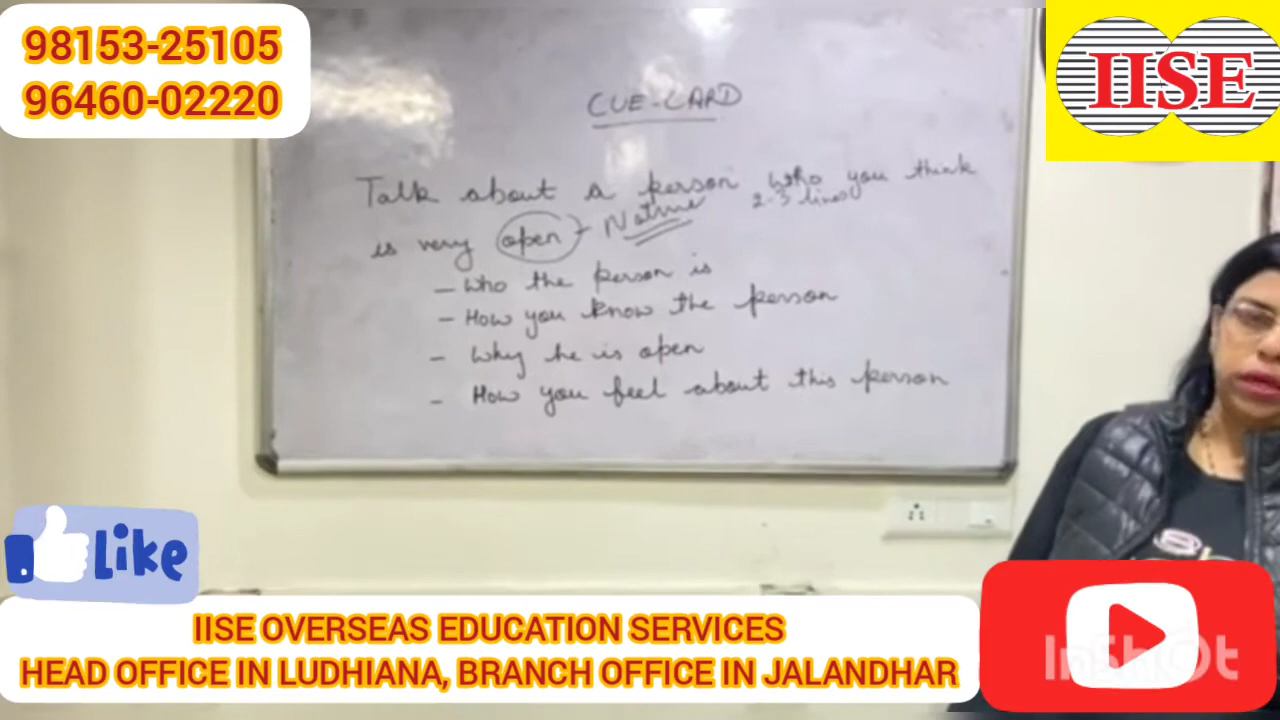 98153-25105
96460-02220
IISE
CUE-CARD
Talk about a person who you think
2-3 lines
is very open - Nature
- Who the person is
- How you know the person
- Why he is open
- How you feel about this person
Like
IISE OVERSEAS EDUCATION SERVICES
HEAD OFFICE IN LUDHIANA, BRANCH OFFICE IN JALANDHAR
InShOt